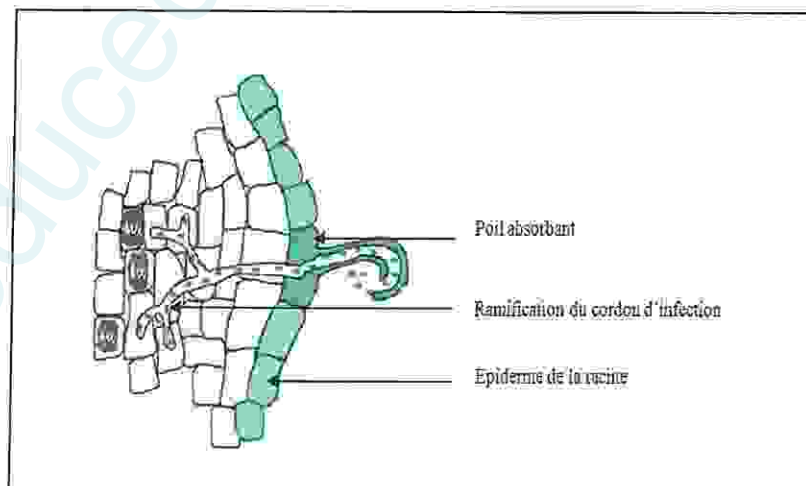 Poil absorbant
Ramification du cordon d'infection
Epiderme de la racine